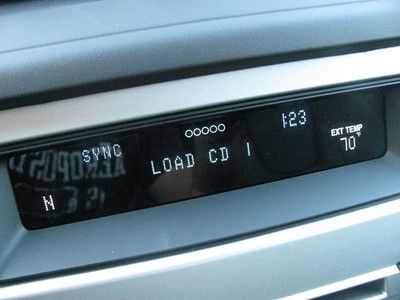 SYNC
1:23
EXT TEMP
LOAD CD 1
70°F
N